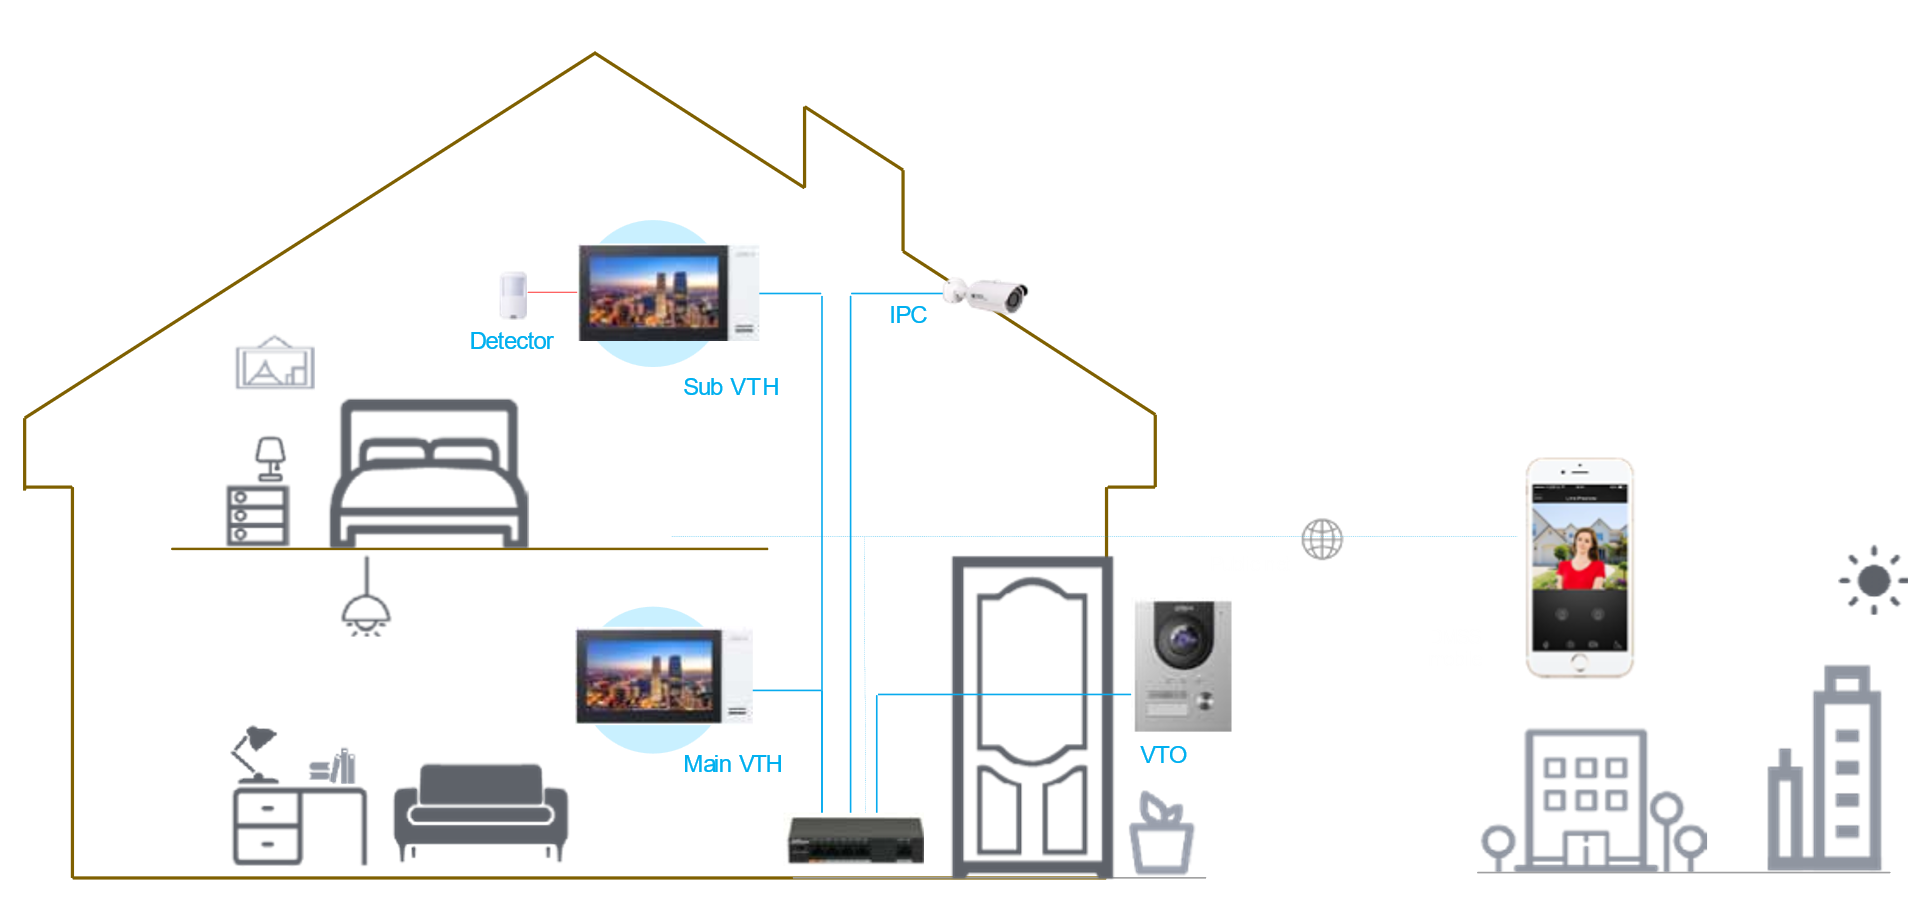 IPC
Detector
Sub VTH
VTO
Main VTH